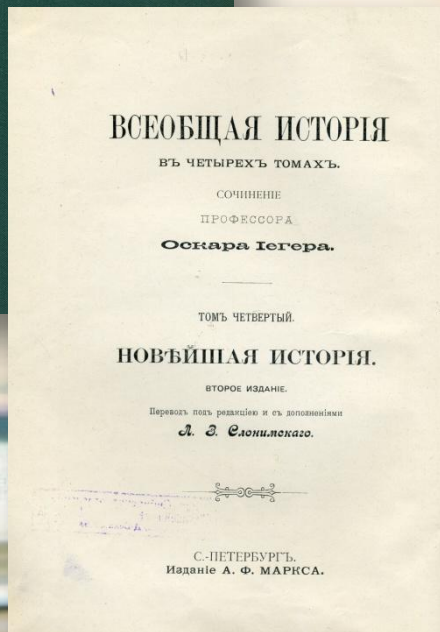 ВСЕОБЩАЯ ИСТОРІЯ
ВЪ ЧЕТЫРЕХЪ ТОМАХЪ.
СОЧИНЕНІЕ
ПРОФЕССОРА
Оскара Іегера.
ТОМЪ ЧЕТВЕРТЫЙ.
НОВѢЙШАЯ ИСТОРІЯ.
ВТОРОЕ ИЗДАНІЕ.
Переводъ подъ редакціею и съ дополненіями
Л. З. Слонимскаго.
С.-ПЕТЕРБУРГЪ.
Изданіе А. Ф. МАРКСА.